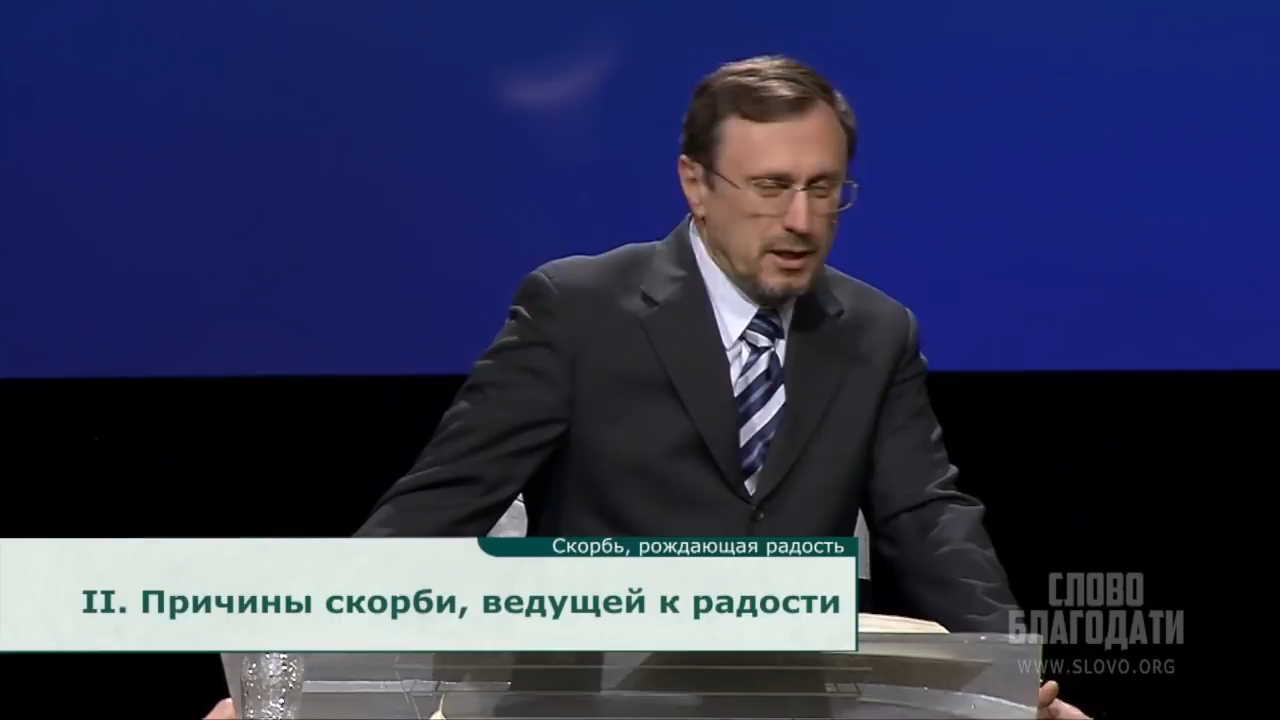 Скорбь, рождающая радость
II. Причины скорби, ведущей к радости
СЛОВО
БЛАГОДАТИ
WWW.SLOVO.ORG